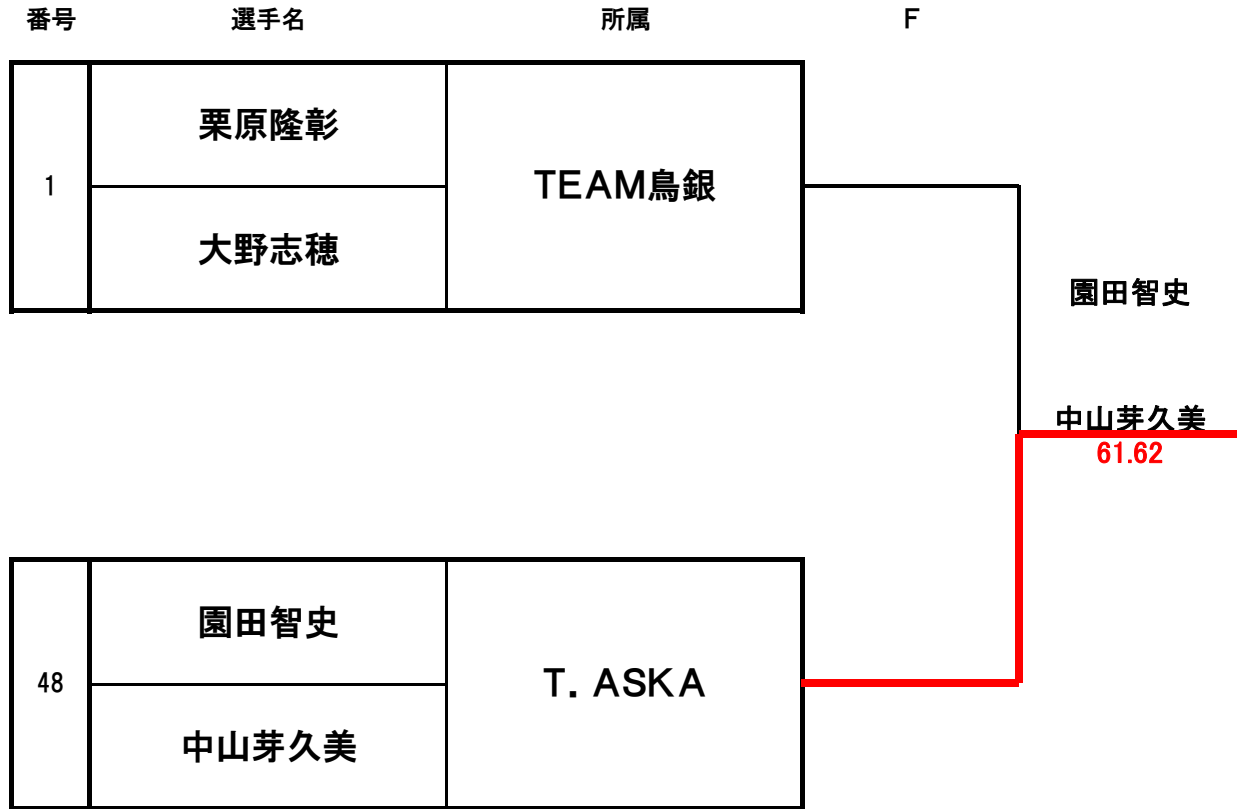 番号 選手名 所属 F
栗原隆彰
1 TEAM鳥銀
大野志穂
園田智史
中山芽久美
61.62
園田智史
48 T. ASKA
中山芽久美